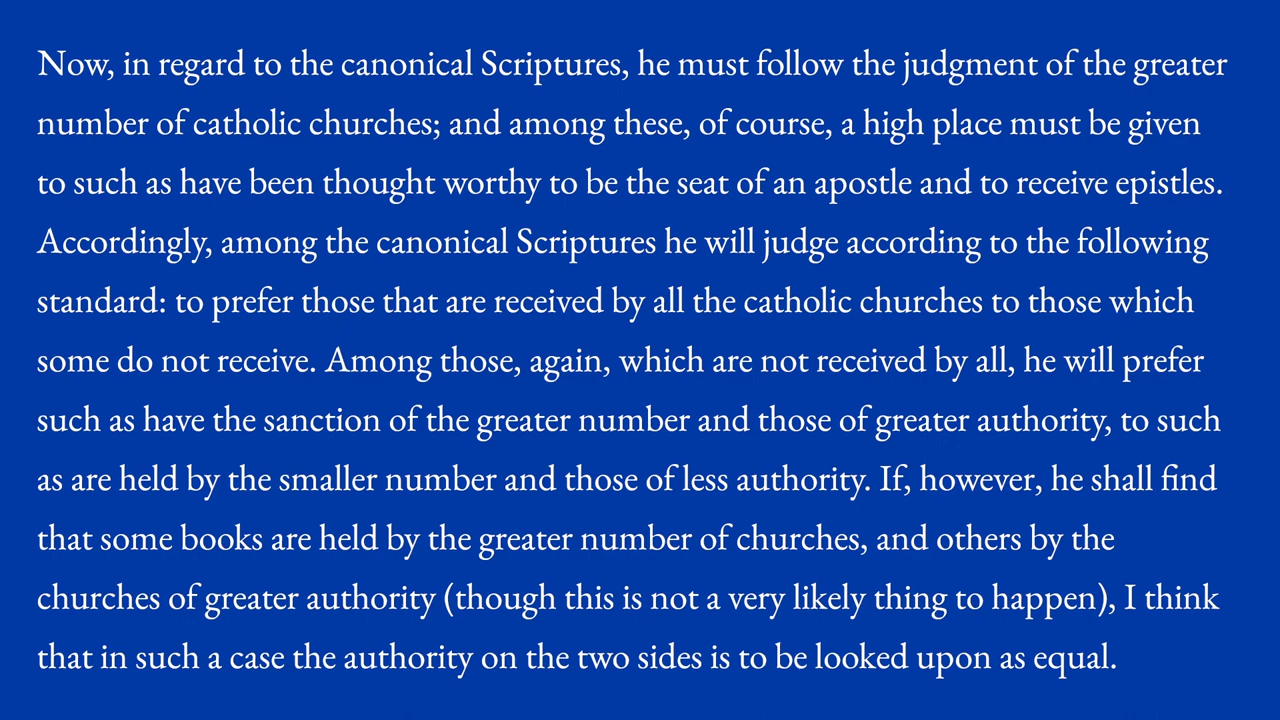 Now, in regard to the canonical Scriptures, he must follow the judgment of the greater
number of catholic churches; and among these, of course, a high place must be given
to such as have been thought worthy to be the seat of an apostle and to receive epistles.
Accordingly, among the canonical Scriptures he will judge according to the following
standard: to prefer those that are received by all the catholic churches to those which
some do not receive. Among those, again, which are not received by all, he will prefer
such as have the sanction of the greater number and those of greater authority, to such
as are held by the smaller number and those of less authority. If, however, he shall find
that some books are held by the greater number of churches, and others by the
churches of greater authority (though this is not a very likely thing to happen), I think
that in such a case the authority on the two sides is to be looked upon as equal.